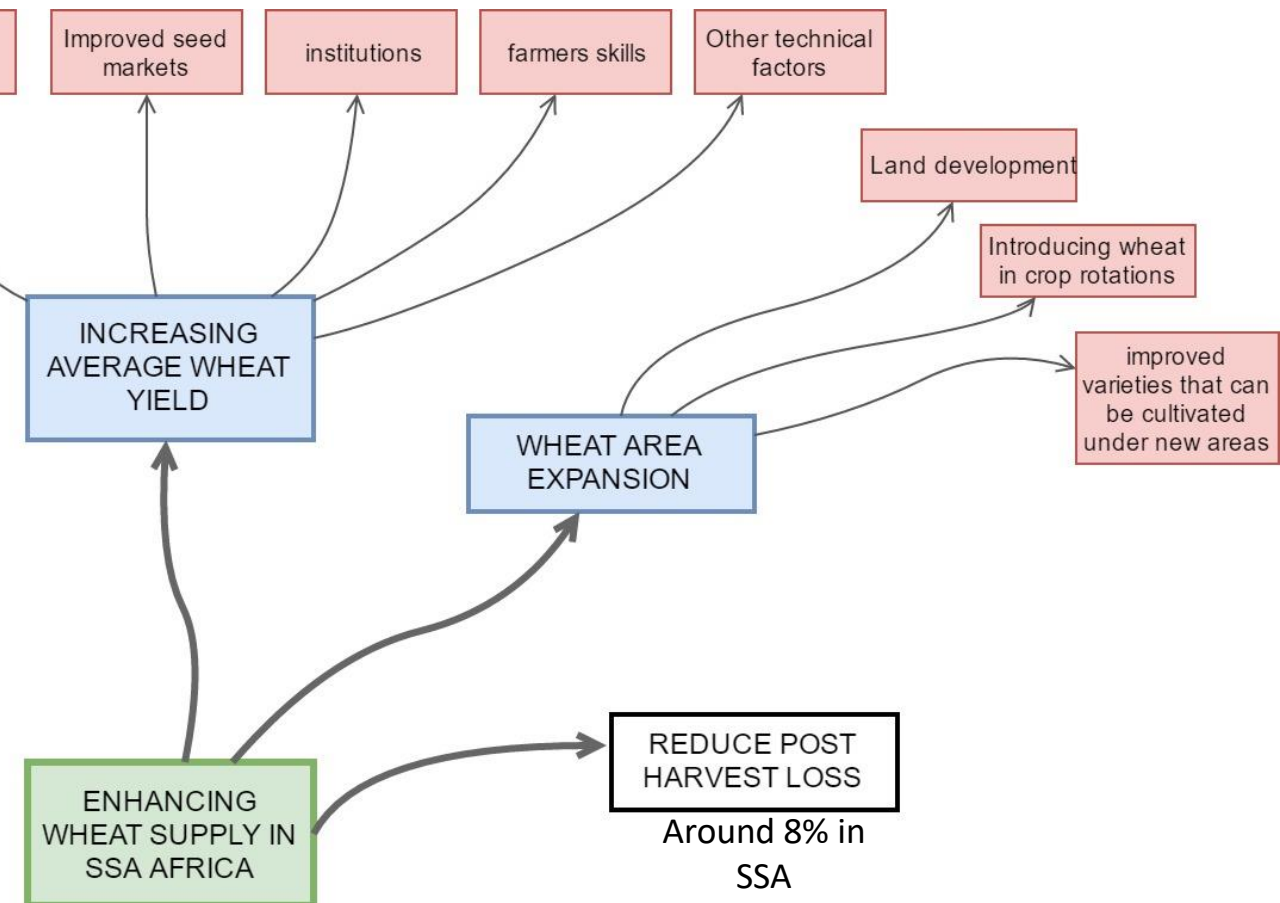 Improved seed
markets
institutions
farmers skills
Other technical
factors
Land development
Introducing wheat
in crop rotations
improved
varieties that can
be cultivated
under new areas
INCREASING
AVERAGE WHEAT
YIELD
WHEAT AREA
EXPANSION
REDUCE POST
HARVEST LOSS
Around 8% in
SSA
ENHANCING
WHEAT SUPPLY IN
SSA AFRICA